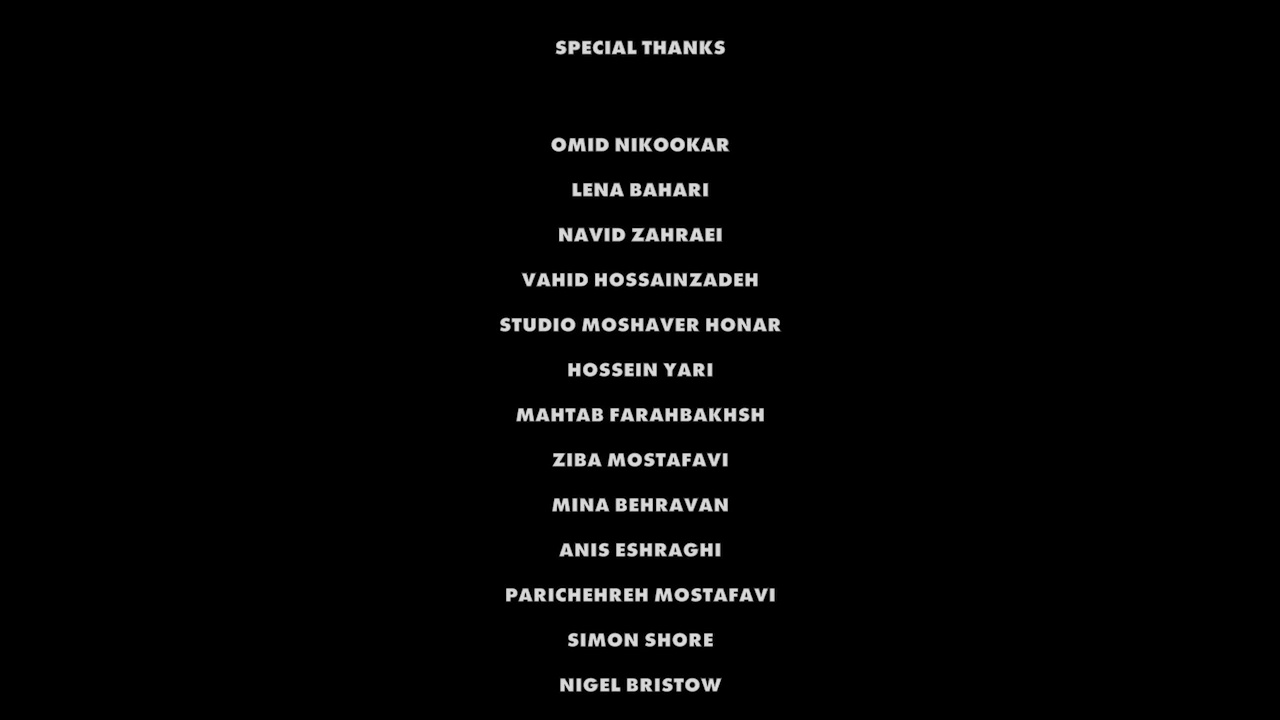 SPECIAL THANKS
OMID NIKOOKAR
LENA BAHARI
NAVID ZAHRAEI
VAHID HOSSAINZADEH
STUDIO MOSHAVER HONAR
HOSSEIN YARI
MAHTAB FARAHBAKHSH
ZIBA MOSTAFAVI
MINA BEHRAVAN
ANIS ESHRAGHI
PARICHEHREH MOSTAFAVI
SIMON SHORE
NIGEL BRISTOW